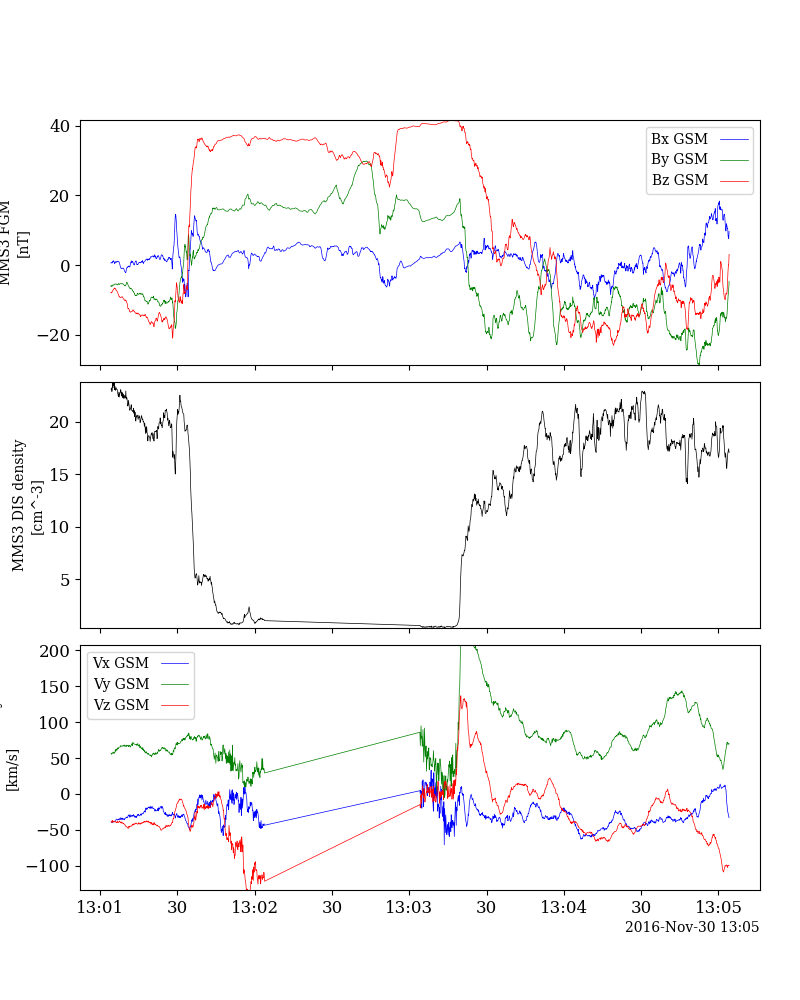 40
20
0
−20
MMS3 FGM
[nT]
Bx GSM
By GSM
Bz GSM
20
15
10
5
MMS3 DIS density
[cm^-3]
200
150
100
50
0
−50
−100
[km/s]
Vx GSM
Vy GSM
Vz GSM
13:01 30 13:02 30 13:03 30 13:04 30 13:05
2016-Nov-30 13:05